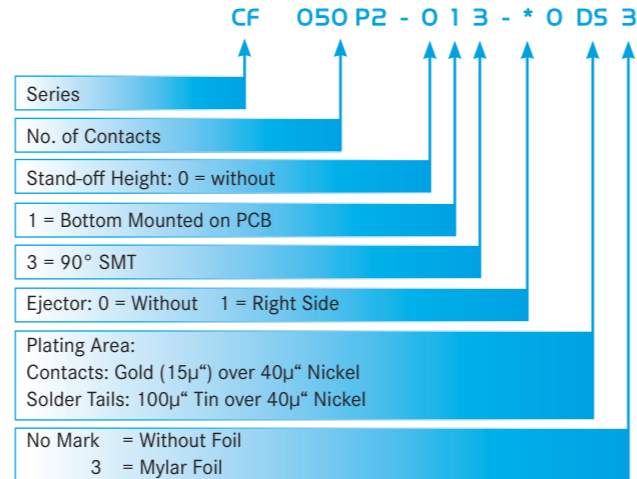 CF 050 P2 - 0 1 3 - * 0 DS 3
Series
No. of Contacts
Stand-off Height: 0 = without
1 = Bottom Mounted on PCB
3 = 90° SMT
Ejector: 0 = Without 1 = Right Side
Plating Area:
Contacts: Gold (15µ“) over 40µ“ Nickel
Solder Tails: 100µ“ Tin over 40µ“ Nickel
No Mark = Without Foil
3 = Mylar Foil